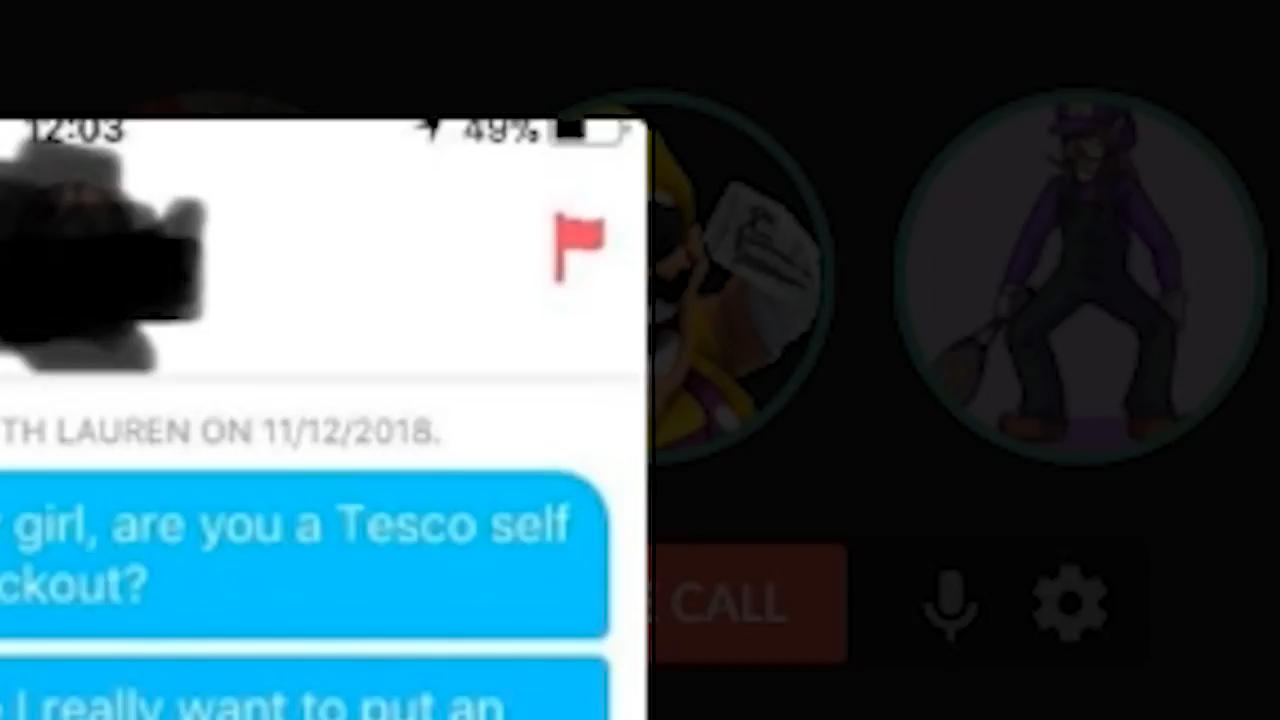 12:03 49%
TH LAUREN ON 11/12/2018.
girl, are you a Tesco self
ckout?
I really want to put an
CALL